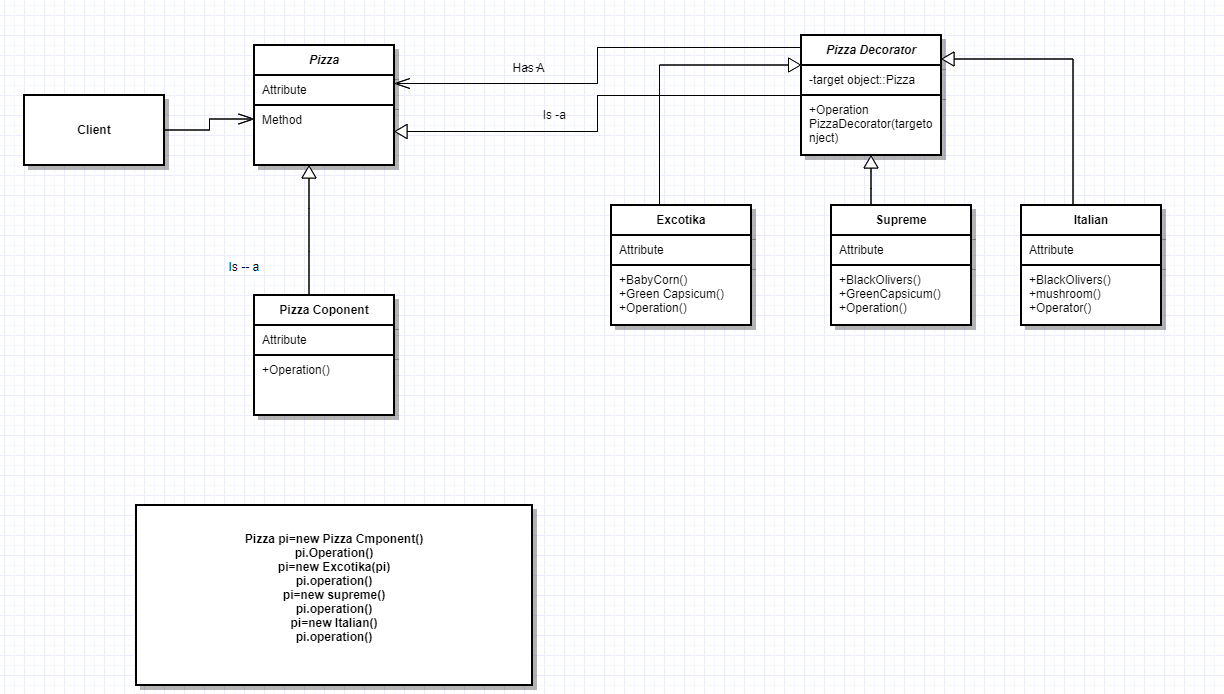 Client
Pizza
Attribute
Method
Has-A
Is -a
Pizza Decorator
-target object::Pizza
+Operation
PizzaDecorator(targeto
nject)
Is -- a
Pizza Coponent
Attribute
+Operation()
Excotika
Attribute
+BabyCorn()
+Green Capsicum()
+Operation()
Supreme
Attribute
+BlackOlivers()
+GreenCapsicum()
+Operation()
Italian
Attribute
+BlackOlivers()
+mushroom()
+Operator()
Pizza pi=new Pizza Cmponent()
pi.Operation()
pi=new Excotika(pi)
pi.operation()
pi=new supreme()
pi.operation()
pi=new Italian()
pi.operation()